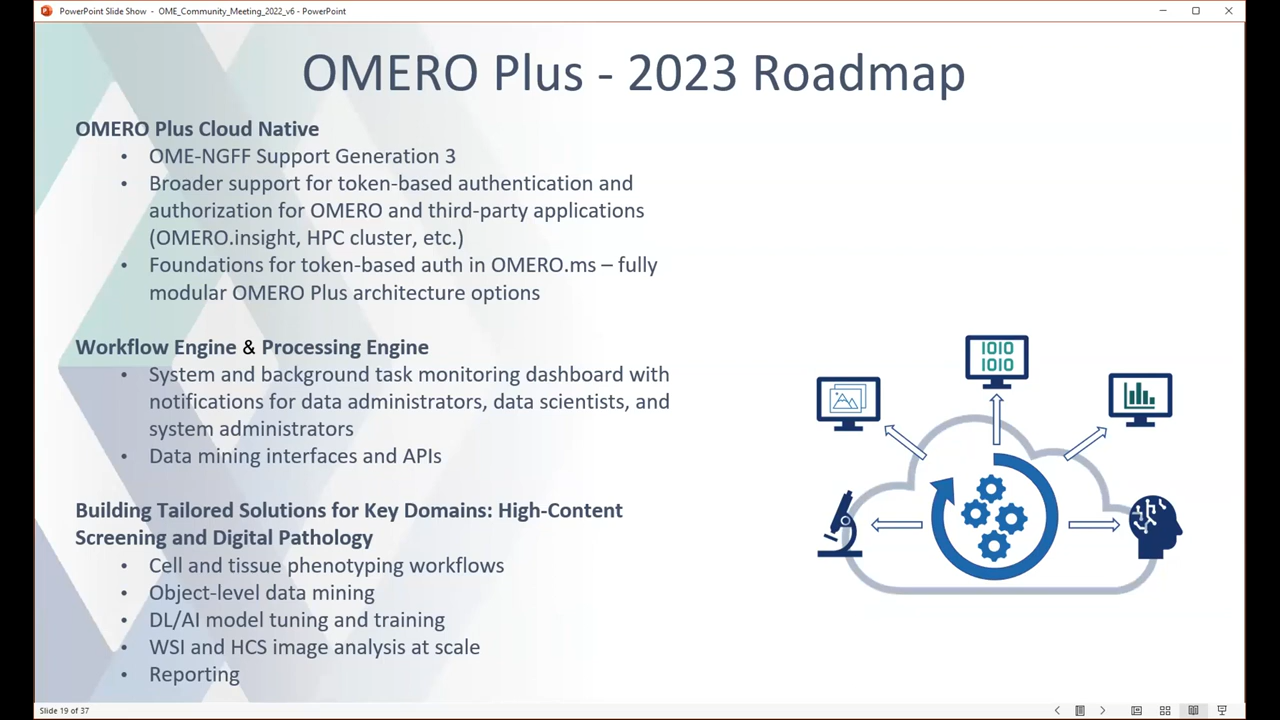 PowerPoint Slide Show - OME_Community_Meeting_2022_v6 - PowerPoint
OMERO Plus - 2023 Roadmap
OMERO Plus Cloud Native
• OME-NGFF Support Generation 3
• Broader support for token-based authentication and
authorization for OMERO and third-party applications
(OMERO.insight, HPC cluster, etc.)
• Foundations for token-based auth in OMERO.ms – fully
modular OMERO Plus architecture options
Workflow Engine & Processing Engine
• System and background task monitoring dashboard with
notifications for data administrators, data scientists, and
system administrators
• Data mining interfaces and APIs
Building Tailored Solutions for Key Domains: High-Content
Screening and Digital Pathology
• Cell and tissue phenotyping workflows
• Object-level data mining
• DL/AI model tuning and training
• WSI and HCS image analysis at scale
• Reporting
1010
1010
Slide 19 of 37